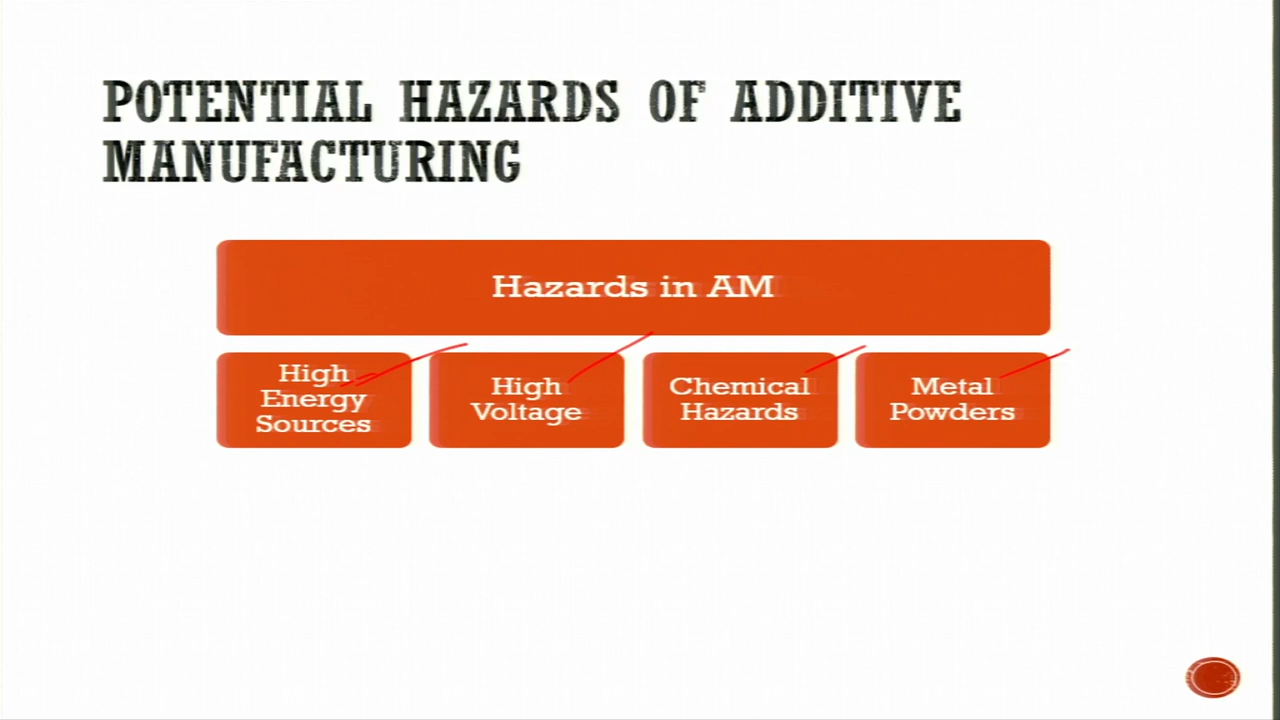 POTENTIAL HAZARDS OF ADDITIVE
MANUFACTURING
Hazards in AM
High
Energy
Sources
High
Voltage
Chemical
Hazards
Metal
Powders